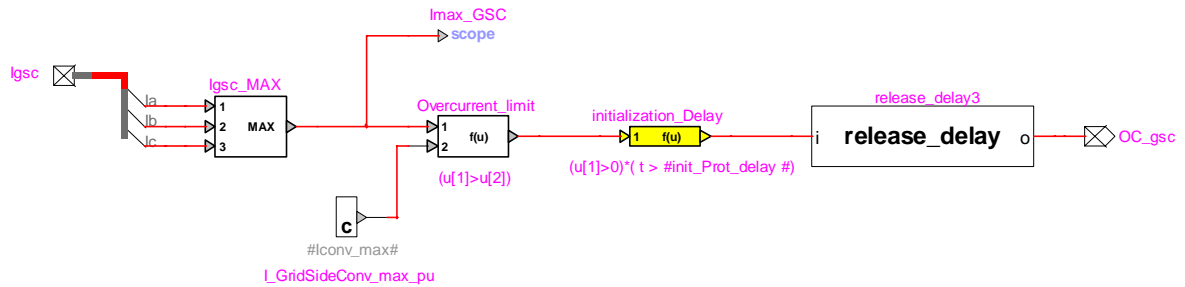 Imax_GSC
scope
Igsc
Igsc_MAX
Ia
Ib
Ic
1
2
3
MAX
Overcurrent_limit
1
2
f(u)
(u[1]>u[2])
initialization_Delay
1
f(u)
(u[1]>0)*( t > #init_Prot_delay #)
release_delay3
i
release_delay
o
OC_gsc
c
#Iconv_max#
I_GridSideConv_max_pu